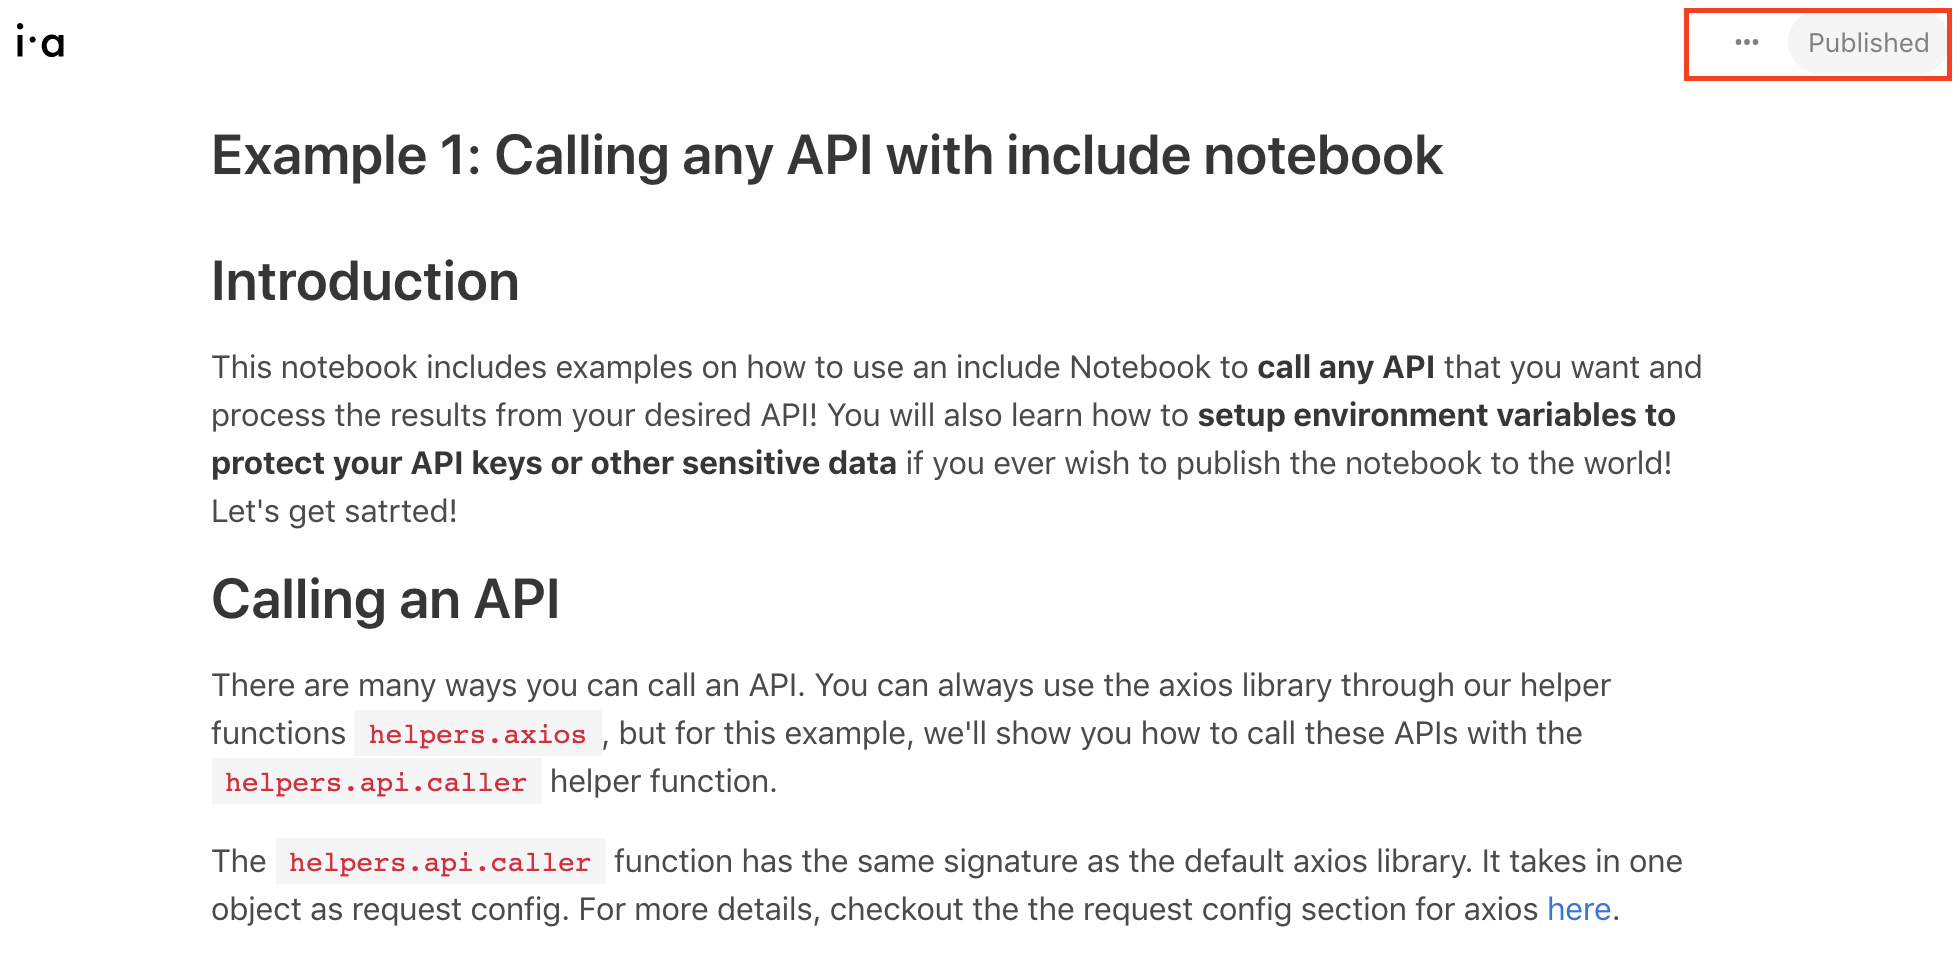 i·a
••• Published
Example 1: Calling any API with include notebook
Introduction
This notebook includes examples on how to use an include Notebook to call any API that you want and
process the results from your desired API! You will also learn how to setup environment variables to
protect your API keys or other sensitive data if you ever wish to publish the notebook to the world!
Let's get satrted!
Calling an API
There are many ways you can call an API. You can always use the axios library through our helper
functions helpers.axios , but for this example, we'll show you how to call these APIs with the
helpers.api.caller helper function.
The helpers.api.caller function has the same signature as the default axios library. It takes in one
object as request config. For more details, checkout the the request config section for axios here.